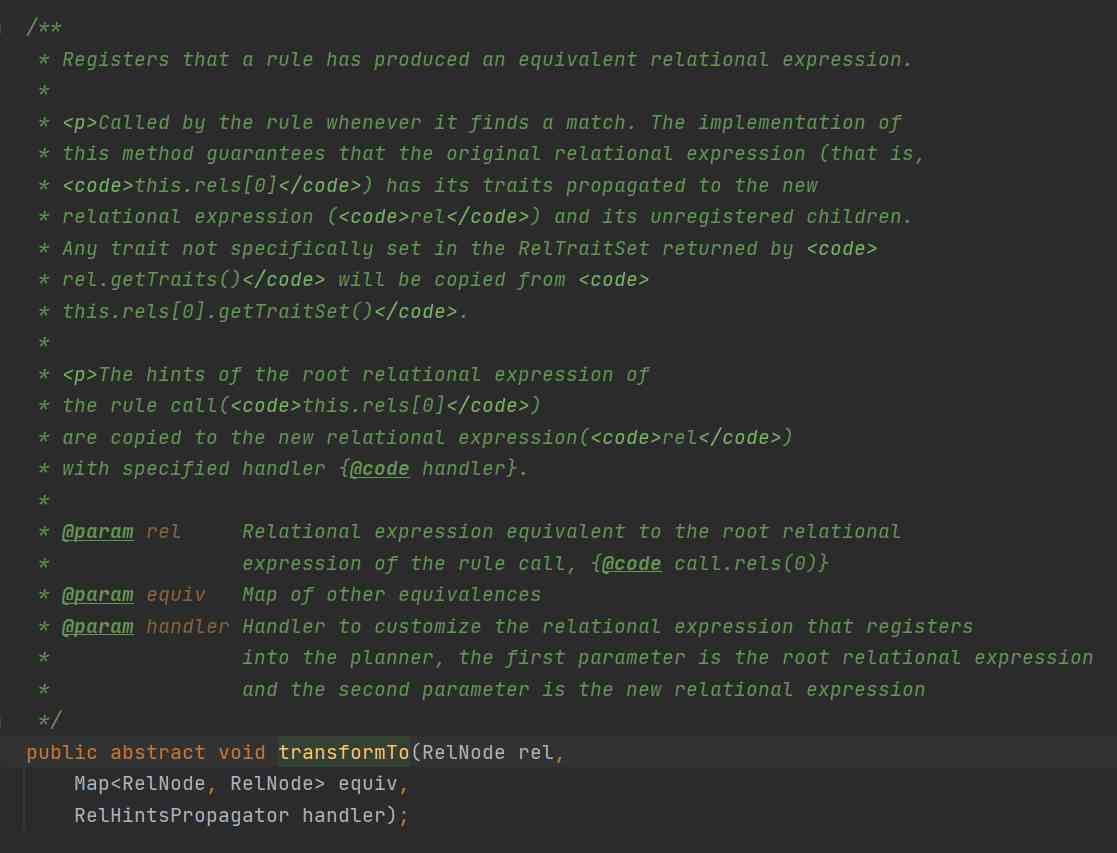 /**
 * Registers that a rule has produced an equivalent relational expression.
 *
 * <p>Called by the rule whenever it finds a match. The implementation of
 * this method guarantees that the original relational expression (that is,
 * <code>this.rels[0]</code>) has its traits propagated to the new
 * relational expression (<code>rel</code>) and its unregistered children.
 * Any trait not specifically set in the RelTraitSet returned by <code>
 * rel.getTraits()</code> will be copied from <code>
 * this.rels[0].getTraitSet()</code>.
 *
 * <p>The hints of the root relational expression of
 * the rule call(<code>this.rels[0]</code>)
 * are copied to the new relational expression(<code>rel</code>)
 * with specified handler {@code handler}.
 *
 * @param rel     Relational expression equivalent to the root relational
 *                expression of the rule call, {@code call.rels(0)}
 * @param equiv   Map of other equivalences
 * @param handler Handler to customize the relational expression that registers
 *                into the planner, the first parameter is the root relational expression
 *                and the second parameter is the new relational expression
 */
public abstract void transformTo(RelNode rel,
    Map<RelNode, RelNode> equiv,
    RelHintsPropagator handler);